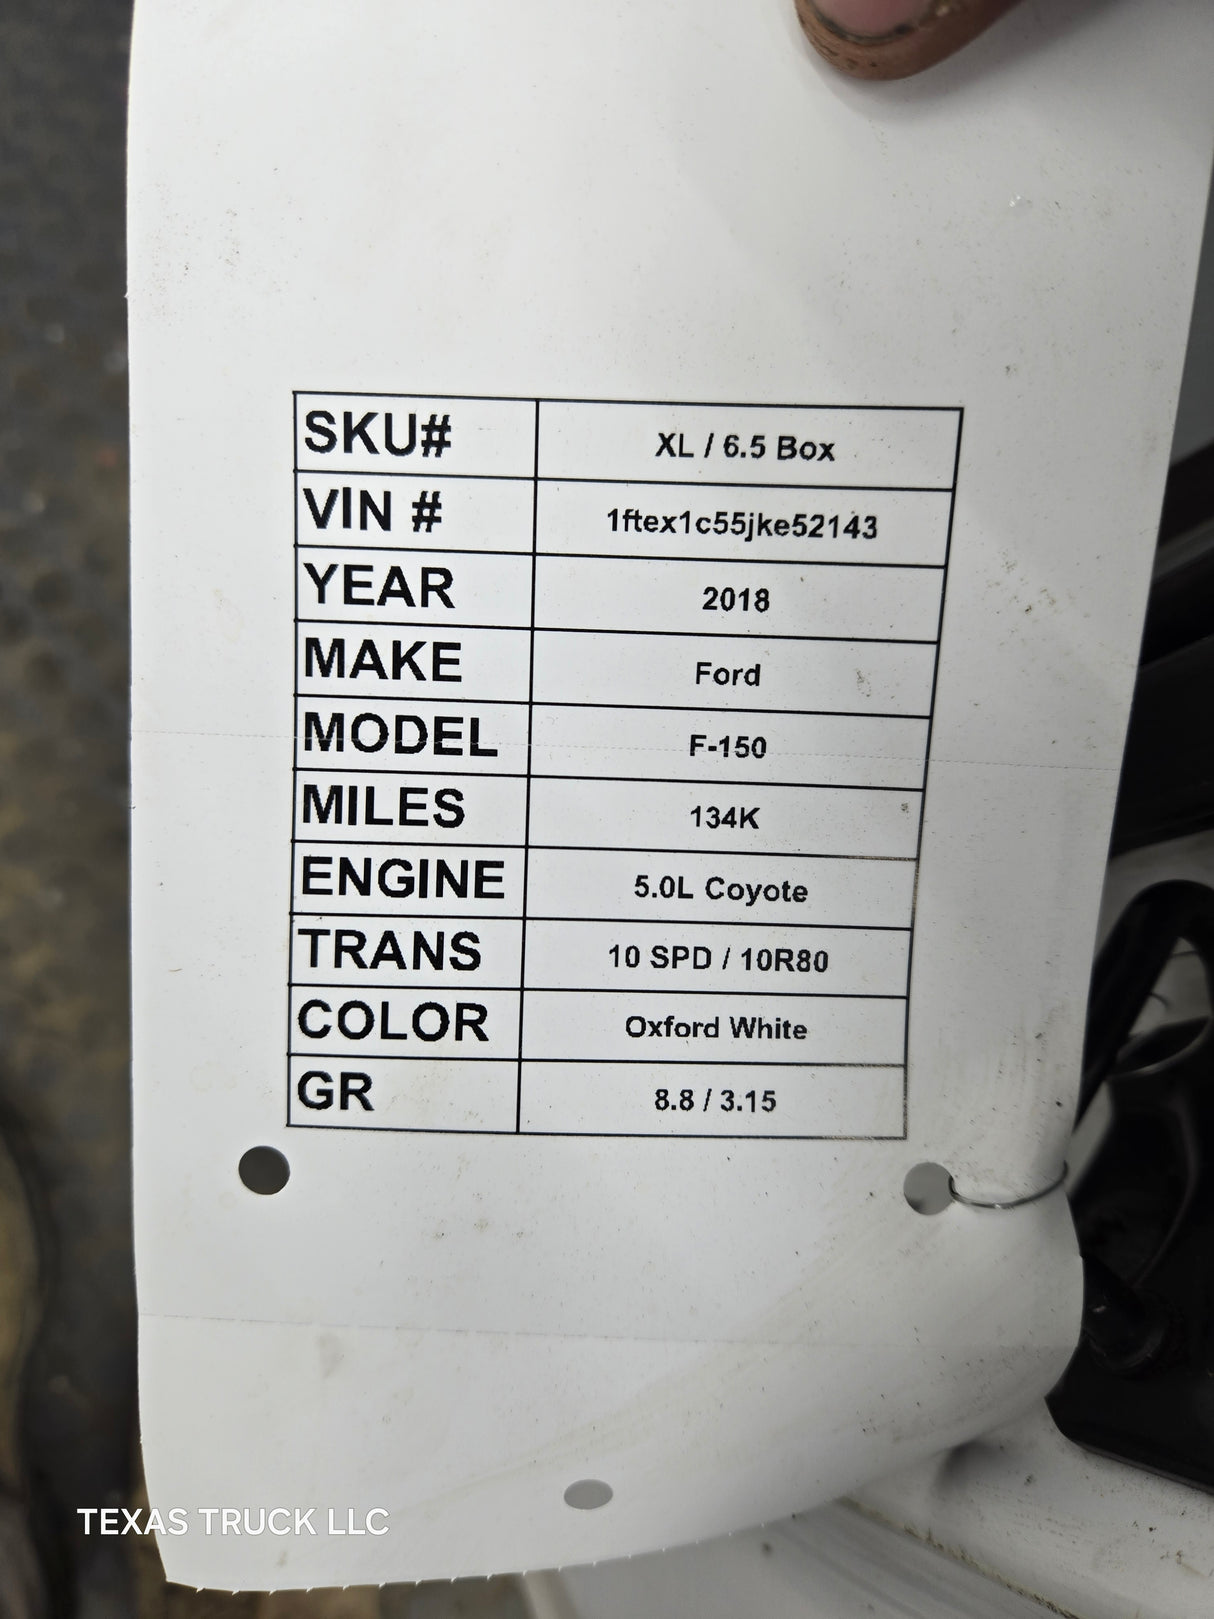 SKU# XL / 6.5 Box
VIN # 1ftex1c55jke52143
YEAR 2018
MAKE Ford
MODEL F-150
MILES 134K
ENGINE 5.0L Coyote
TRANS 10 SPD / 10R80
COLOR Oxford White
GR 8.8 / 3.15
TEXAS TRUCK LLC